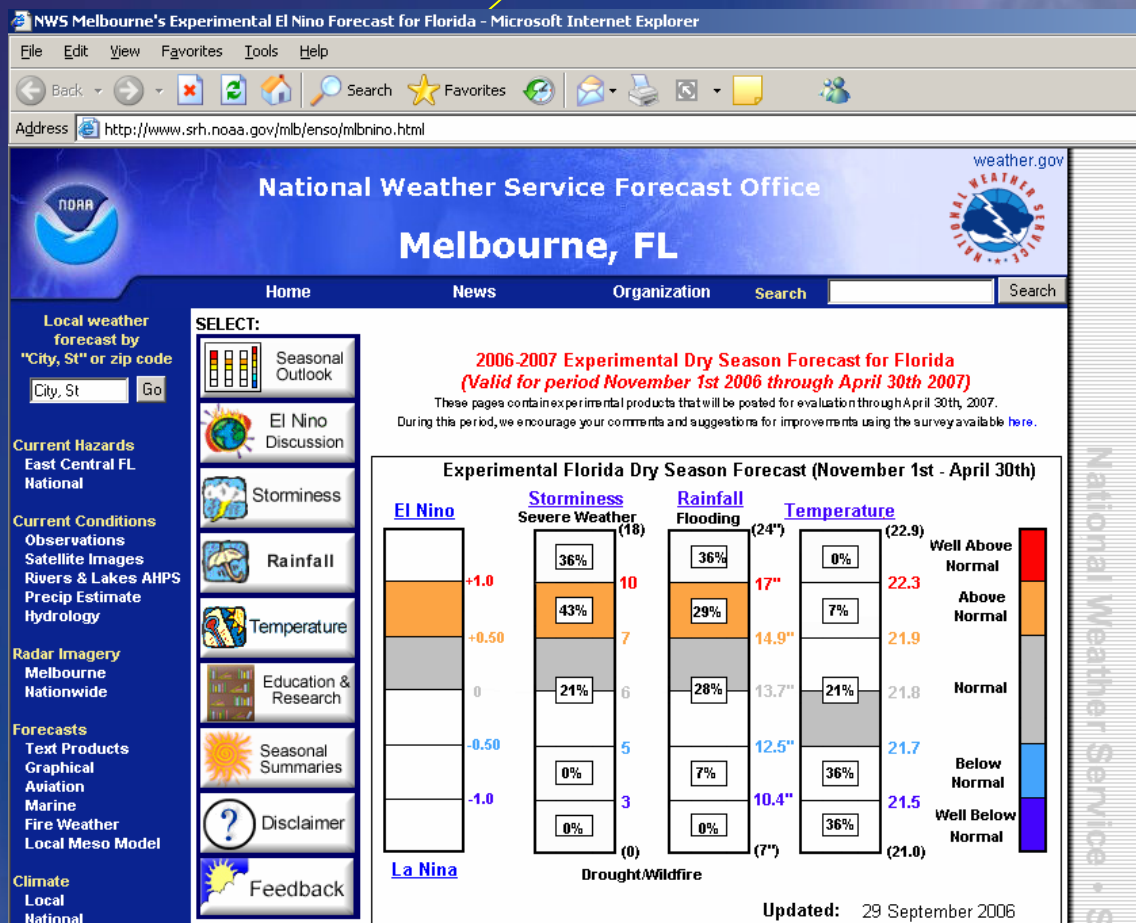 NWS Melbourne's Experimental El Nino Forecast for Florida - Microsoft Internet Explorer
File Edit View Favorites Tools Help
Back Search Favorites
Address http://www.srh.noaa.gov/mlb/enso/mlbnino.html
weather.gov
NOAA
National Weather Service Forecast Office
Melbourne, FL
NATIONAL WEATHER SERVICE
Home News Organization Search Search
Local weather
forecast by
"City, St" or zip code
City, St Go
Current Hazards
East Central FL
National
Current Conditions
Observations
Satellite Images
Rivers & Lakes AHPS
Precip Estimate
Hydrology
Radar Imagery
Melbourne
Nationwide
Forecasts
Text Products
Graphical
Aviation
Marine
Fire Weather
Local Meso Model
Climate
Local
National
SELECT:
Seasonal
Outlook
El Nino
Discussion
Storminess
Rainfall
Temperature
Education &
Research
Seasonal
Summaries
? Disclaimer
Feedback
2006-2007 Experimental Dry Season Forecast for Florida
(Valid for period November 1st 2006 through April 30th 2007)
These pages contain experimental products that will be posted for evaluation through April 30th, 2007.
During this period, we encourage your comments and suggestions for improvements using the survey available here.
Experimental Florida Dry Season Forecast (November 1st - April 30th)
El Nino Storminess Rainfall Temperature
Severe Weather Flooding
(18) (24") (22.9)
36% 36% 0% Well Above
Normal
+1.0 10 17" 22.3
43% 29% 7% Above
Normal
+0.50 7 14.9" 21.9
0 21% 6 28% 13.7" 21% 21.8 Normal
-0.50 5 12.5" 21.7
0% 7% 36% Below
Normal
-1.0 3 10.4" 21.5
0% 0% 36% Well Below
Normal
(0) (7") (21.0)
La Nina Drought/Wildfire
Updated: 29 September 2006
National Weather Service • S